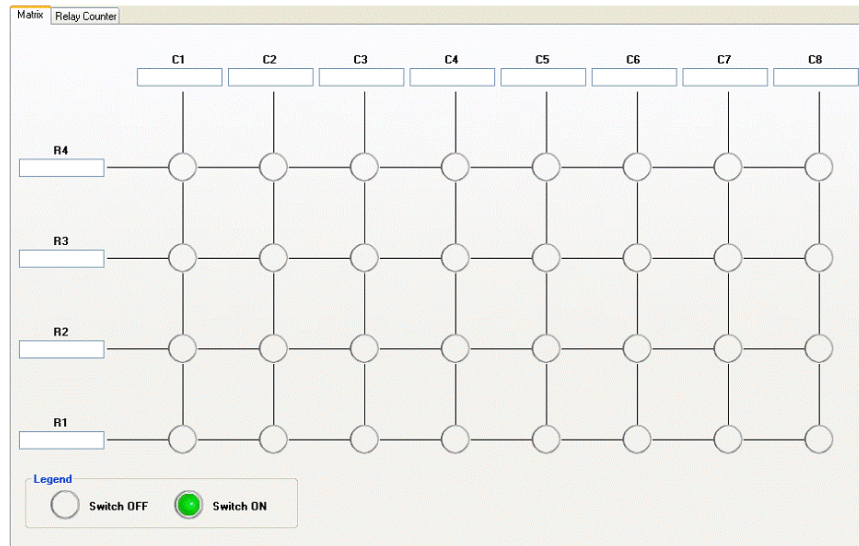 Matrix Relay Counter
C1 C2 C3 C4 C5 C6 C7 C8
R4
R3
R2
R1
Legend
Switch OFF Switch ON